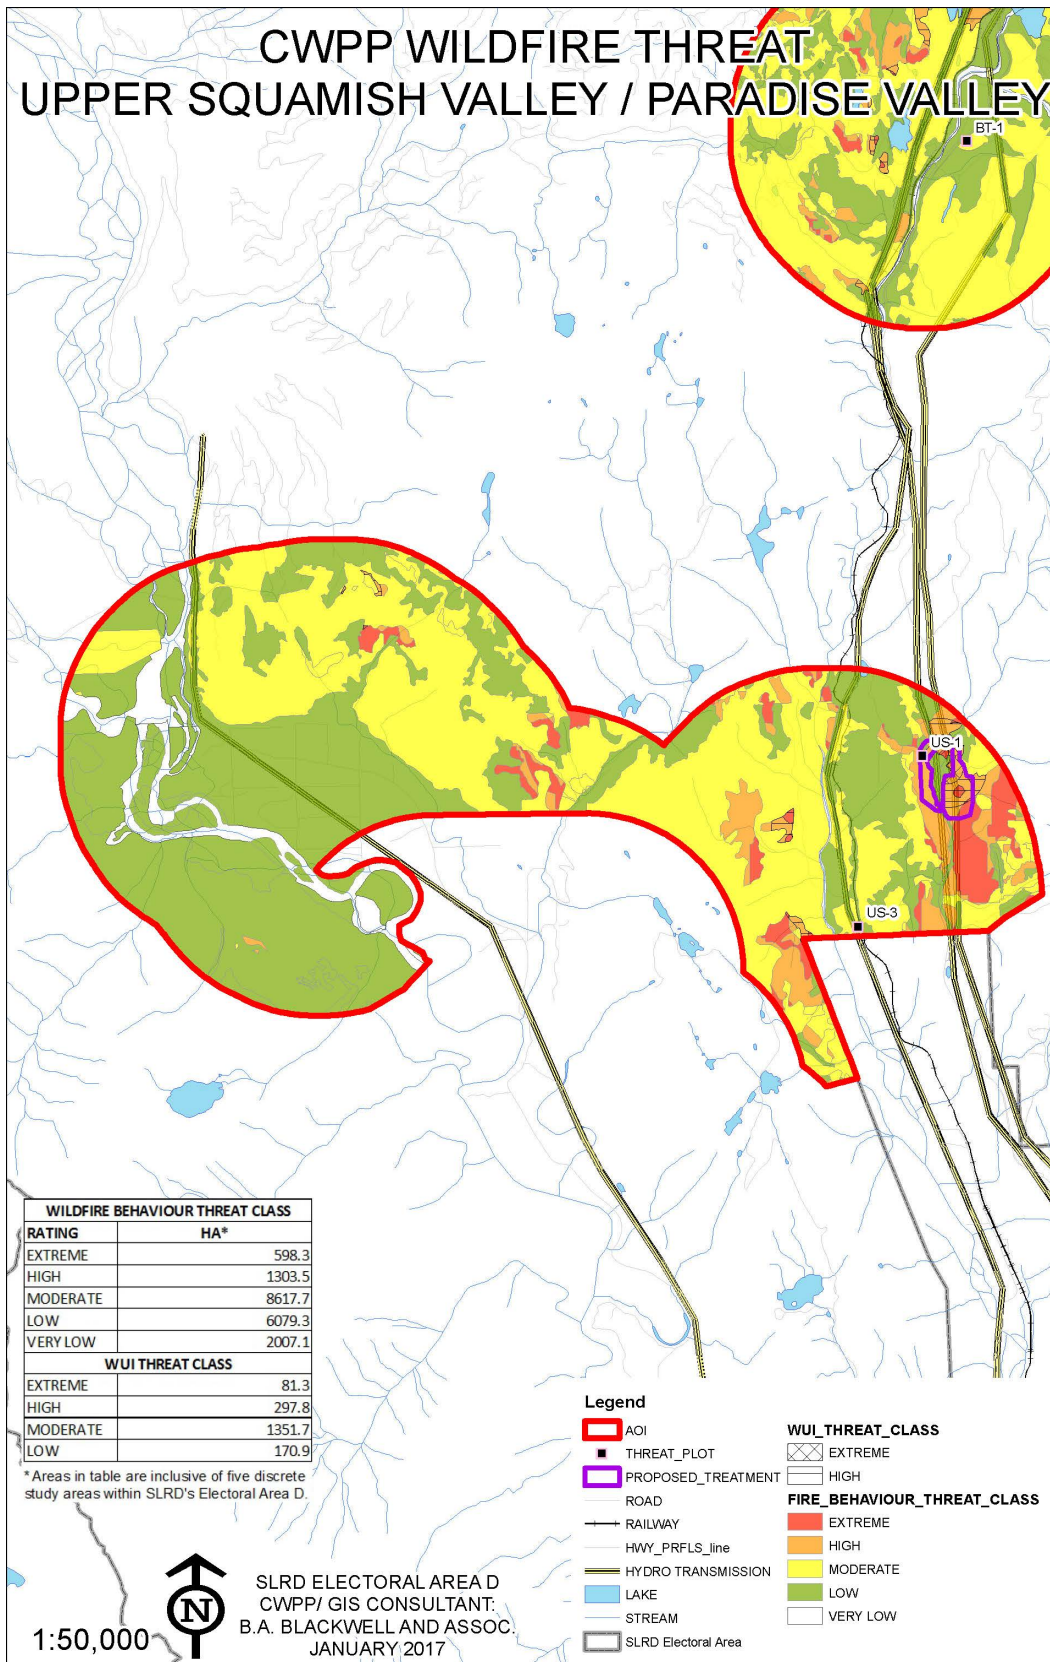 CWPP WILDFIRE THREAT
UPPER SQUAMISH VALLEY / PARADISE VALLEY
BT-1
US-1
US-3
WILDFIRE BEHAVIOUR THREAT CLASS
RATING HA*
EXTREME 598.3
HIGH 1303.5
MODERATE 8617.7
LOW 6079.3
VERY LOW 2007.1
WUI THREAT CLASS
EXTREME 81.3
HIGH 297.8
MODERATE 1351.7
LOW 170.9
* Areas in table are inclusive of five discrete
study areas within SLRD's Electoral Area D.
1:50,000
N
SLRD ELECTORAL AREA D
CWPP/ GIS CONSULTANT:
B.A. BLACKWELL AND ASSOC.
JANUARY 2017
Legend
AOI
THREAT_PLOT
PROPOSED_TREATMENT
ROAD
RAILWAY
HWY_PRFLS_line
HYDRO TRANSMISSION
LAKE
STREAM
SLRD Electoral Area
WUI_THREAT_CLASS
EXTREME
HIGH
FIRE_BEHAVIOUR_THREAT_CLASS
EXTREME
HIGH
MODERATE
LOW
VERY LOW